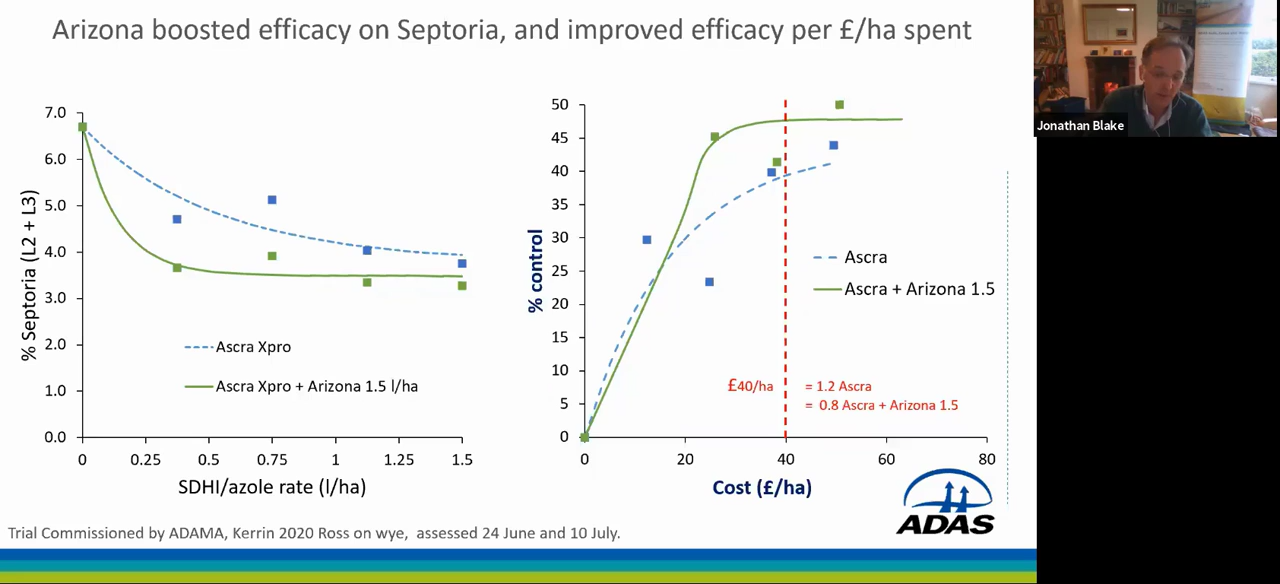 Arizona boosted efficacy on Septoria, and improved efficacy per £/ha spent
Jonathan Blake
% Septoria (L2 + L3)
7.0
6.0
5.0
4.0
3.0
2.0
1.0
0.0
0 0.25 0.5 0.75 1 1.25 1.5
SDHI/azole rate (l/ha)
Ascra Xpro
Ascra Xpro + Arizona 1.5 l/ha
% control
50
45
40
35
30
25
20
15
10
5
0
0 20 40 60 80
Cost (£/ha)
Ascra
Ascra + Arizona 1.5
£40/ha = 1.2 Ascra
= 0.8 Ascra + Arizona 1.5
ADAS
Trial Commissioned by ADAMA, Kerrin 2020 Ross on wye, assessed 24 June and 10 July.